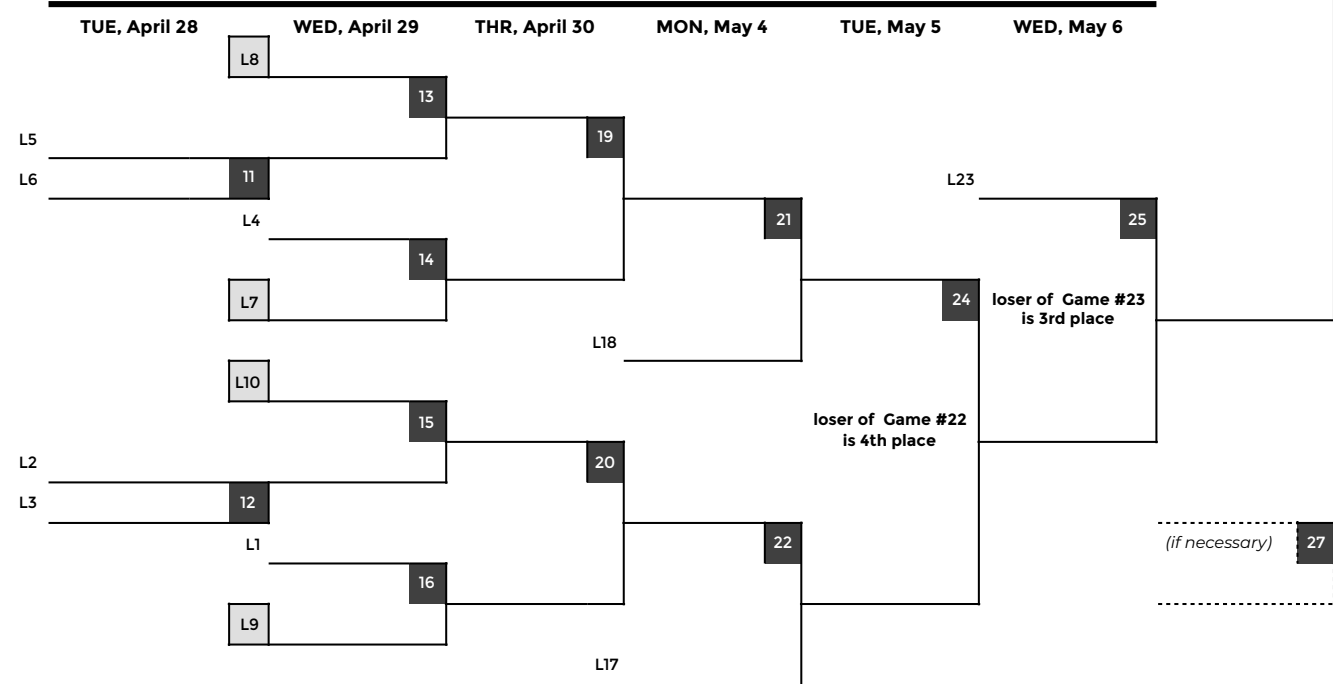 TUE, April 28 WED, April 29 THR, April 30 MON, May 4 TUE, May 5 WED, May 6
L8
13
L5
19
L6
11
L23
L4
21
25
14
L7
24
loser of Game #23
is 3rd place
L18
L10
15
loser of Game #22
is 4th place
L2
20
L3
12
L1
22
(if necessary) 27
16
L9
L17